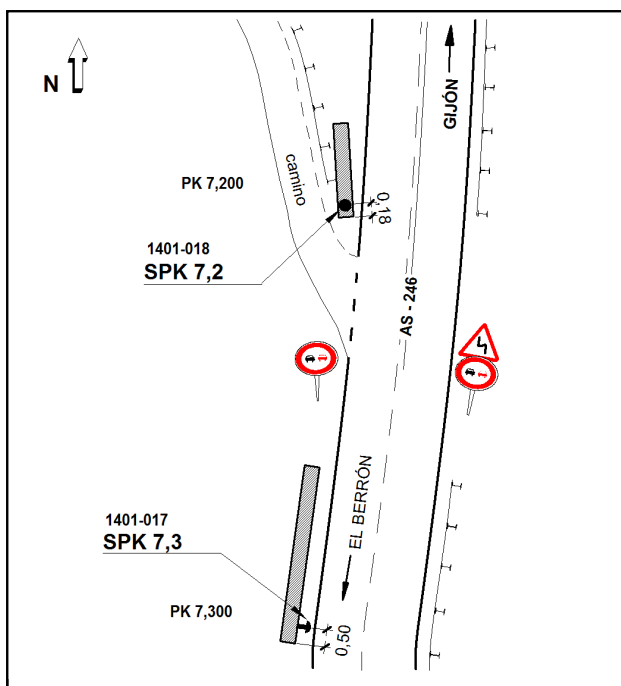 N
GIJÓN
camino
PK 7,200
0,18
1401-018
SPK 7,2
AS - 246
1401-017
SPK 7,3
EL BERRÓN
PK 7,300
0,50